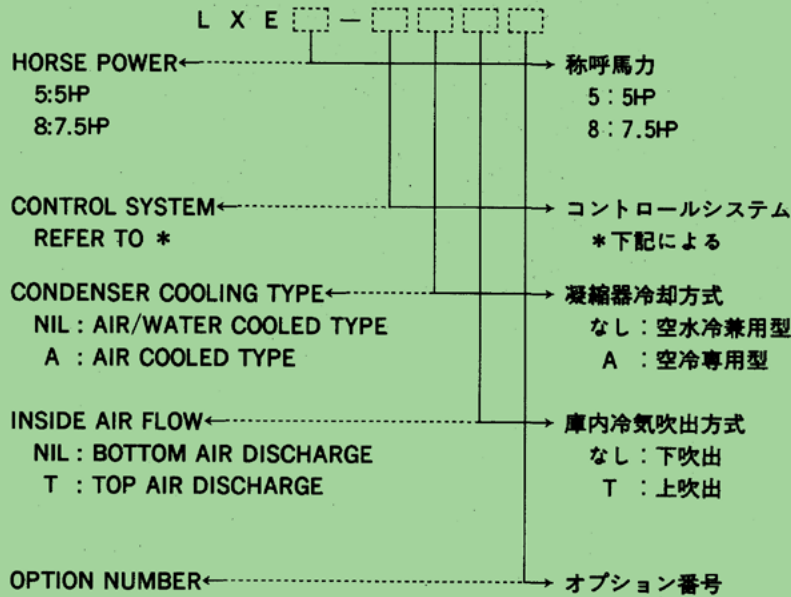 LXE□-□□□□
HORSE POWER 称呼馬力
5:5HP 5:5HP
8:7.5HP 8:7.5HP
CONTROL SYSTEM コントロールシステム
REFER TO * *下記による
CONDENSER COOLING TYPE 凝縮器冷却方式
NIL : AIR/WATER COOLED TYPE なし:空水冷兼用型
A : AIR COOLED TYPE A :空冷専用型
INSIDE AIR FLOW 庫内冷気吹出方式
NIL : BOTTOM AIR DISCHARGE なし:下吹出
T : TOP AIR DISCHARGE T :上吹出
OPTION NUMBER オプション番号